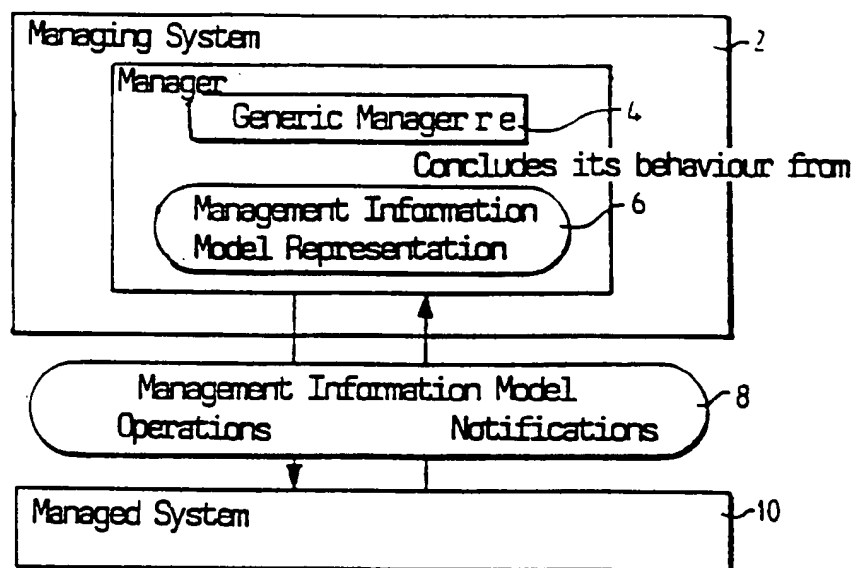 Managing System
2
Manager
Generic Managerr e
4
Concludes its behaviour from
Management Information
6
Model Representation
Management Information Model
8
Operations Notifications
Managed System
10